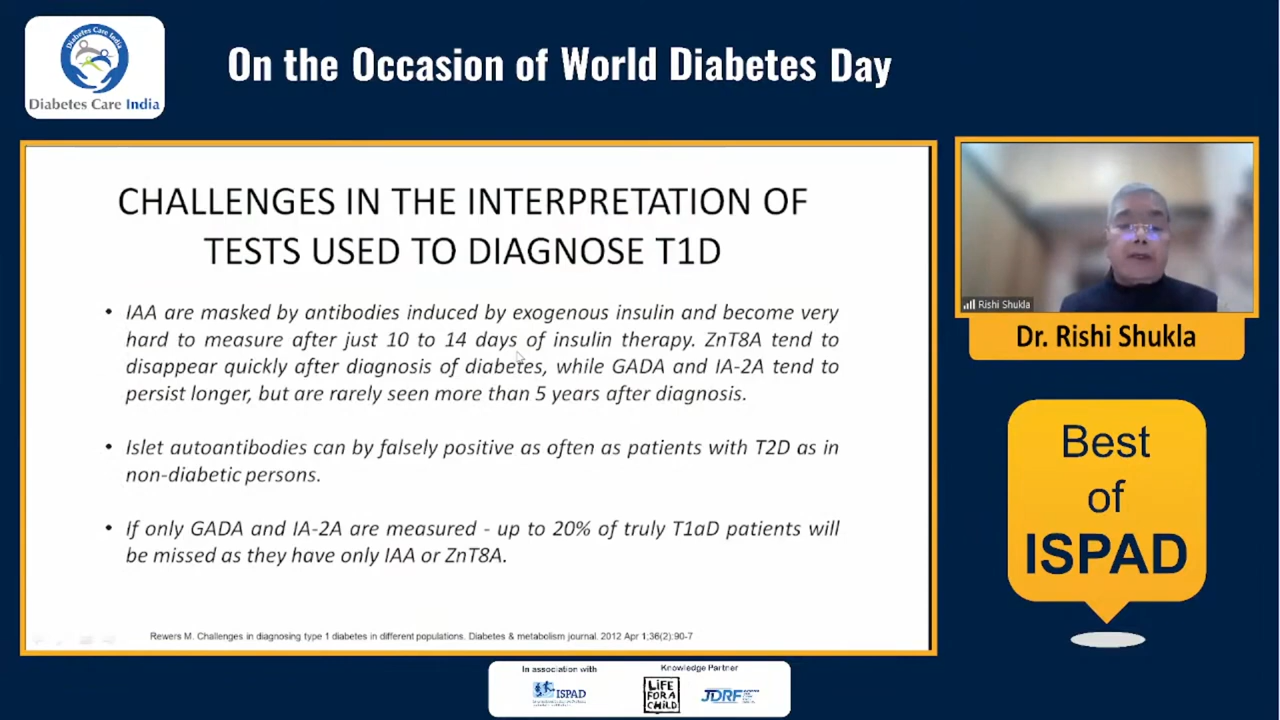 Diabetes Care India
Diabetes Care India
On the Occasion of World Diabetes Day
CHALLENGES IN THE INTERPRETATION OF
TESTS USED TO DIAGNOSE T1D
• IAA are masked by antibodies induced by exogenous insulin and become very
hard to measure after just 10 to 14 days of insulin therapy. ZnT8A tend to
disappear quickly after diagnosis of diabetes, while GADA and IA-2A tend to
persist longer, but are rarely seen more than 5 years after diagnosis.
• Islet autoantibodies can by falsely positive as often as patients with T2D as in
non-diabetic persons.
• If only GADA and IA-2A are measured - up to 20% of truly T1aD patients will
be missed as they have only IAA or ZnT8A.
Rewers M. Challenges in diagnosing type 1 diabetes in different populations. Diabetes & metabolism journal. 2012 Apr 1;36(2):90-7
Rishi Shukla
Dr. Rishi Shukla
Best
of
ISPAD
In association with
ISPAD
Knowledge Partner
LiFE
FOR A
CHiLD
JDRF